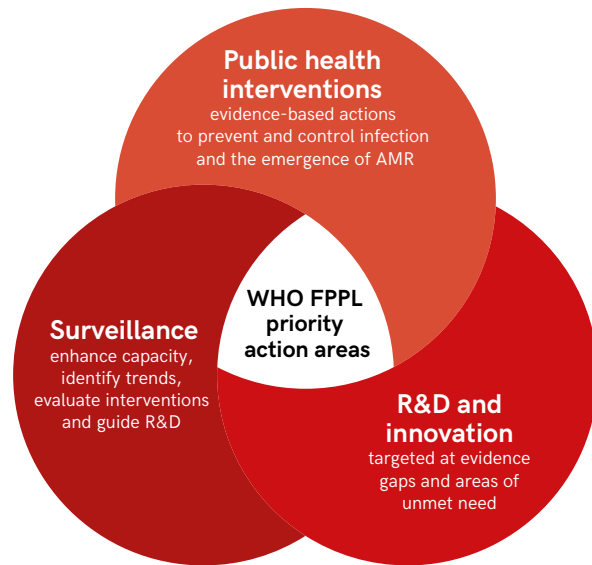 Public health
interventions
evidence-based actions
to prevent and control infection
and the emergence of AMR
WHO FPPL
priority
action areas
Surveillance
enhance capacity,
identify trends,
evaluate interventions
and guide R&D
R&D and
innovation
targeted at evidence
gaps and areas of
unmet need